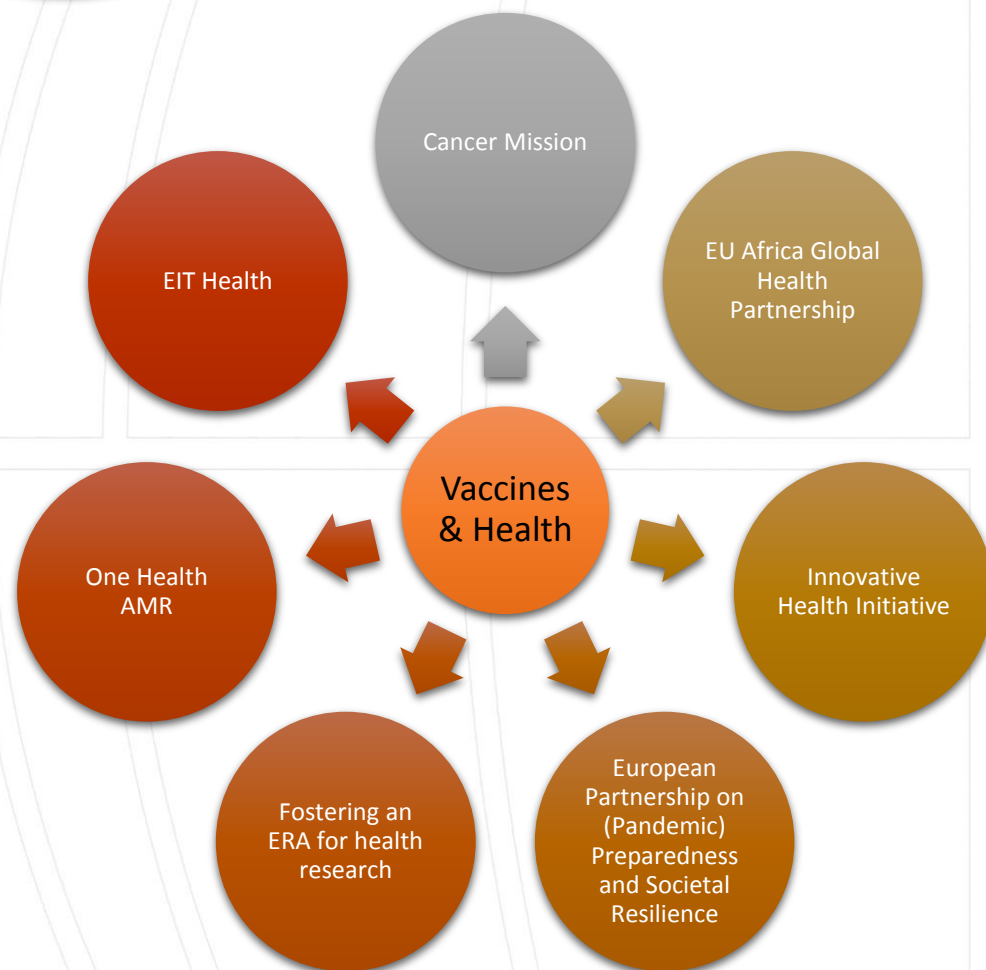 Cancer Mission
EU Africa Global
Health
Partnership
EIT Health
Vaccines
& Health
One Health
AMR
Innovative
Health Initiative
Fostering an
ERA for health
research
European
Partnership on
(Pandemic)
Preparedness
and Societal
Resilience